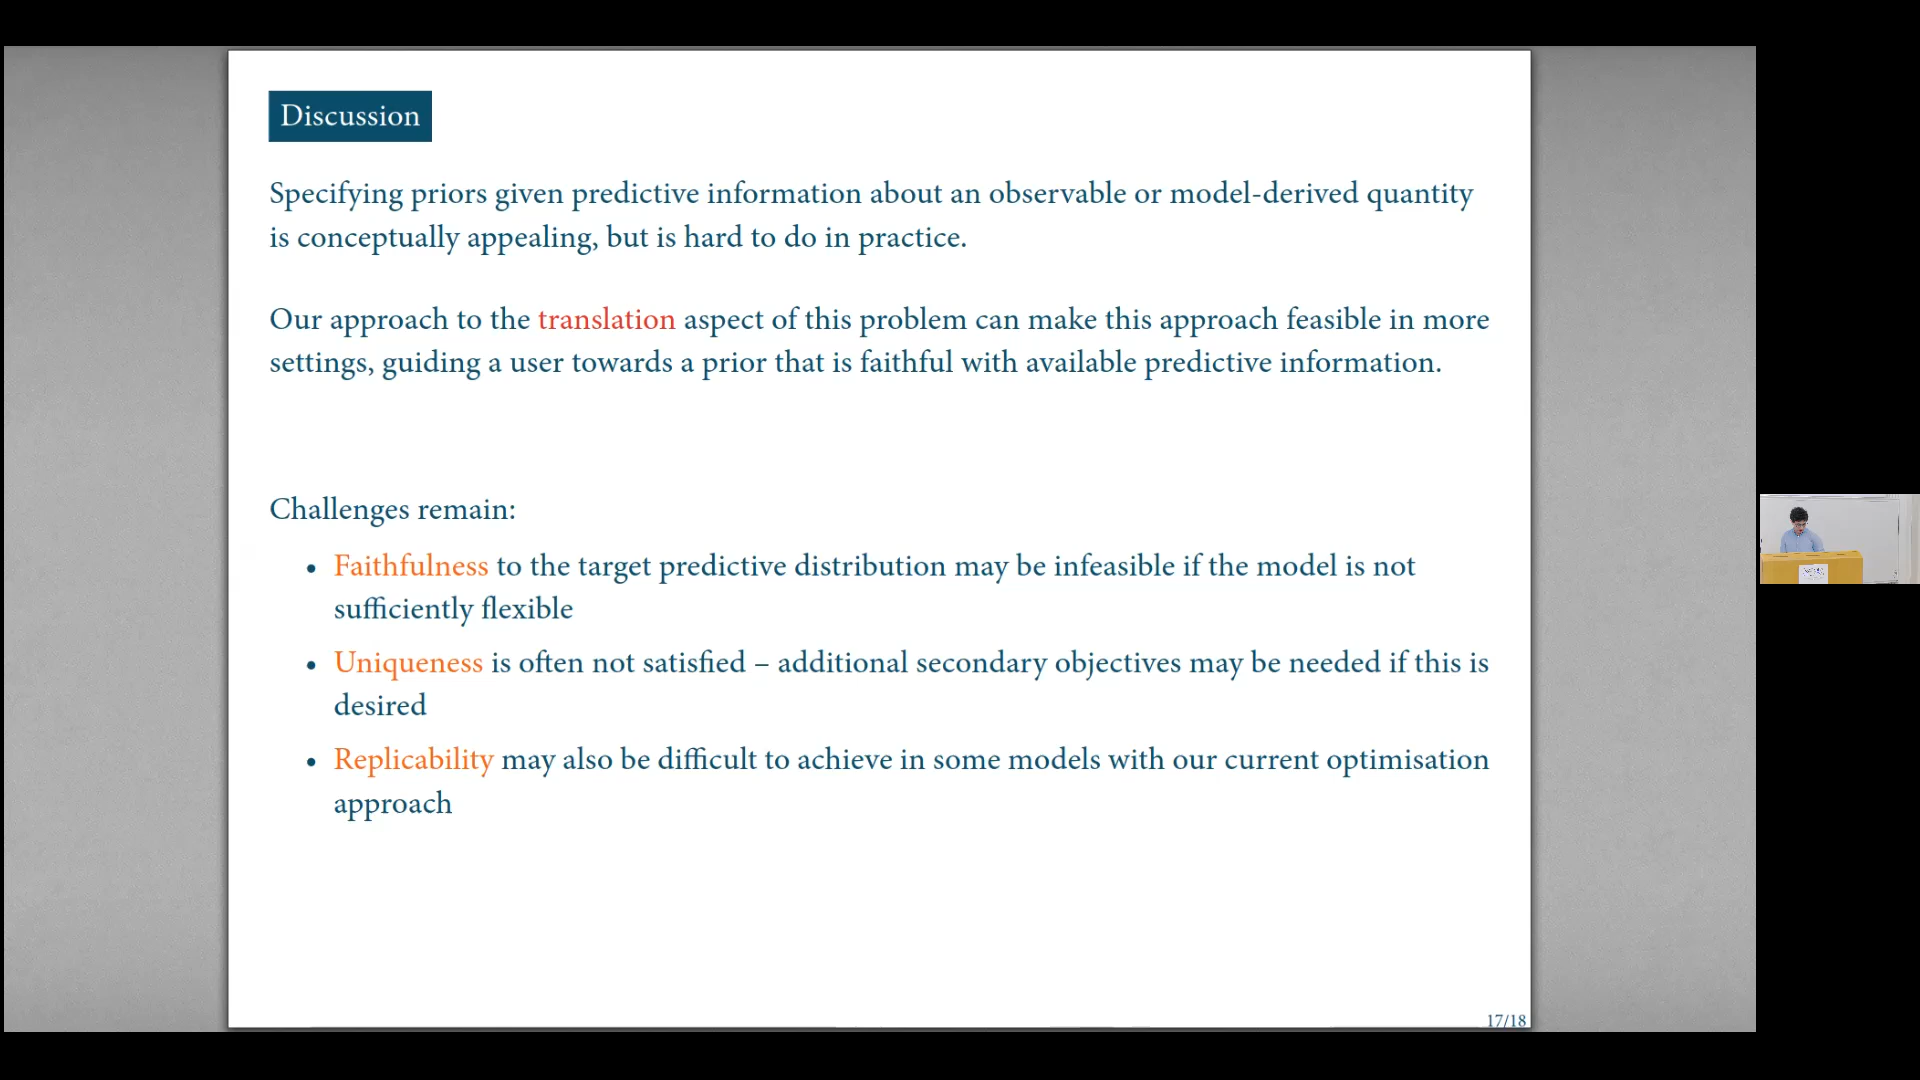 Discussion
Specifying priors given predictive information about an observable or model-derived quantity
is conceptually appealing, but is hard to do in practice.
Our approach to the translation aspect of this problem can make this approach feasible in more
settings, guiding a user towards a prior that is faithful with available predictive information.
Challenges remain:
• Faithfulness to the target predictive distribution may be infeasible if the model is not
sufficiently flexible
• Uniqueness is often not satisfied – additional secondary objectives may be needed if this is
desired
• Replicability may also be difficult to achieve in some models with our current optimisation
approach
17/18